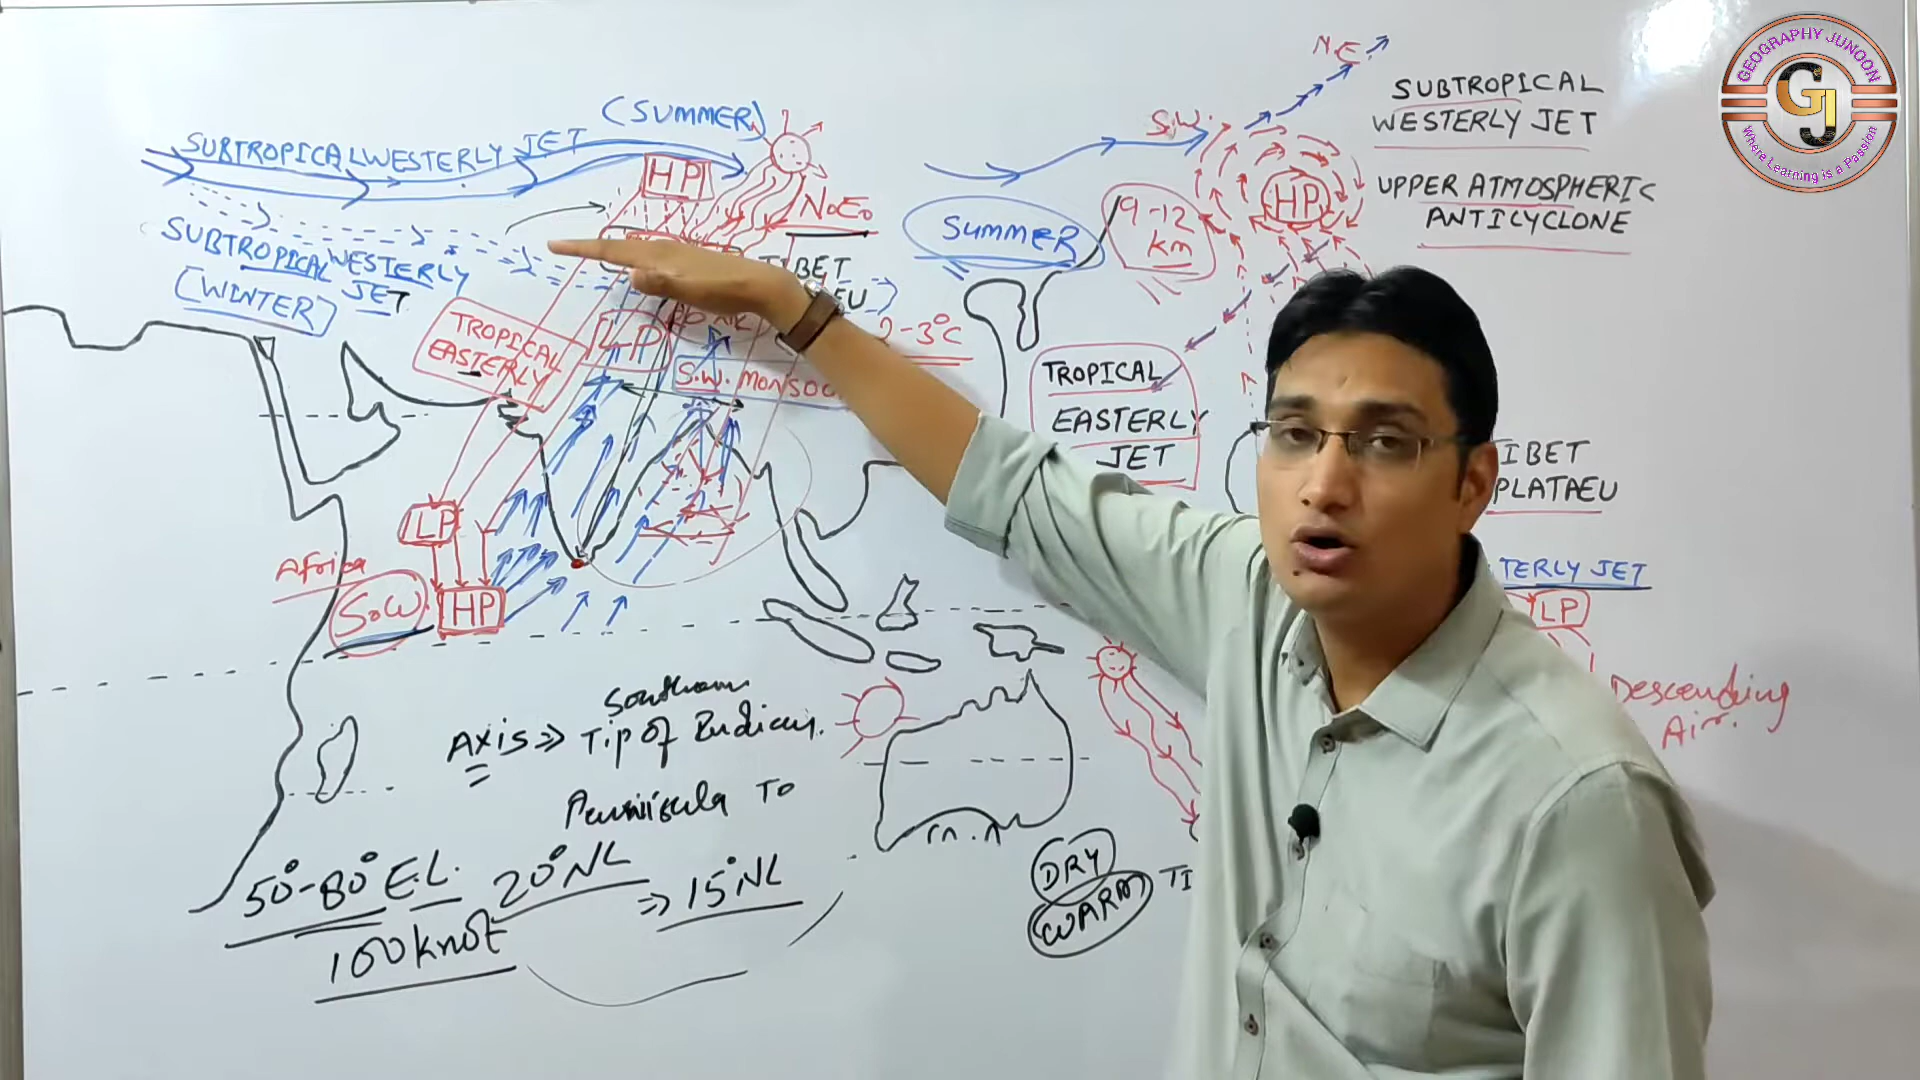 (SUMMER)
SUBTROPICAL WESTERLY JET
HP
N.E.
SUBTROPICAL WESTERLY
JET
(WINTER)
TIBET
EU
TROPICAL
EASTERLY
LP
2-3°C
S.W. MONSOO
LP
Africa
S.W
HP
AXIS => Southern
Tip of
Peninsula To
50°-80° E.L. 20°NL
=> 15°NL
100 knot
N E
S.W.
HP
SUMMER
9-12
km
SUBTROPICAL
WESTERLY JET
UPPER ATMOSPHERIC
ANTICYCLONE
TROPICAL
EASTERLY
JET
IBET
PLATAEU
TERLY JET
LP
Descending
Air.
DRY
WARM
TI
GEOGRAPHY JUNOON
GJ
Where Learning is a Passion